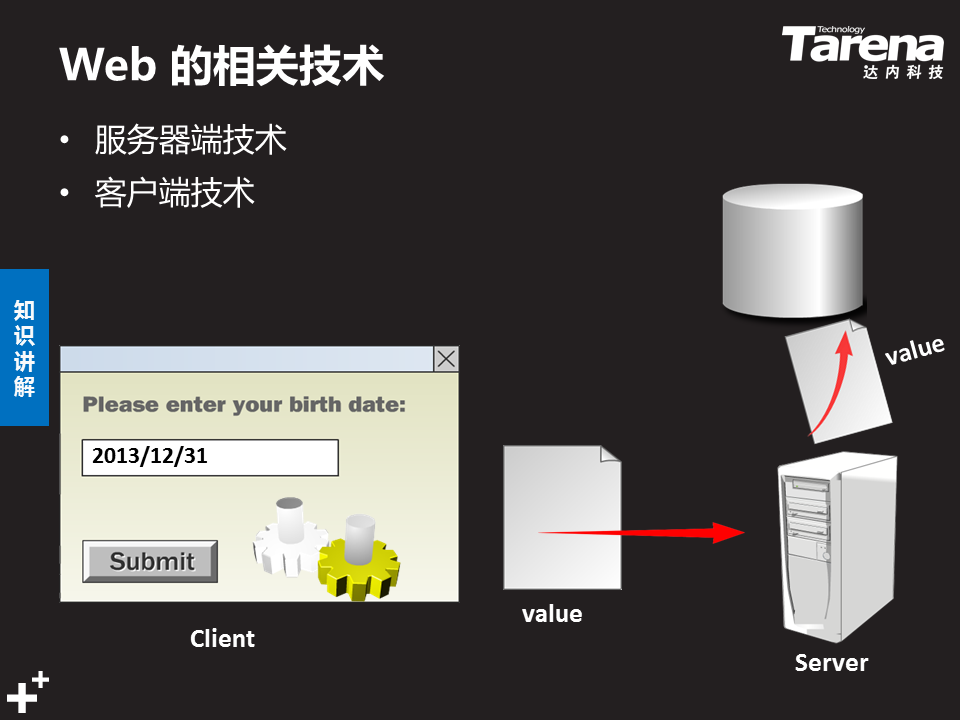 Web 的相关技术
Technology
Tarena
达内科技
• 服务器端技术
• 客户端技术
知识讲解
value
Please enter your birth date:
2013/12/31
Submit
value
Client
Server